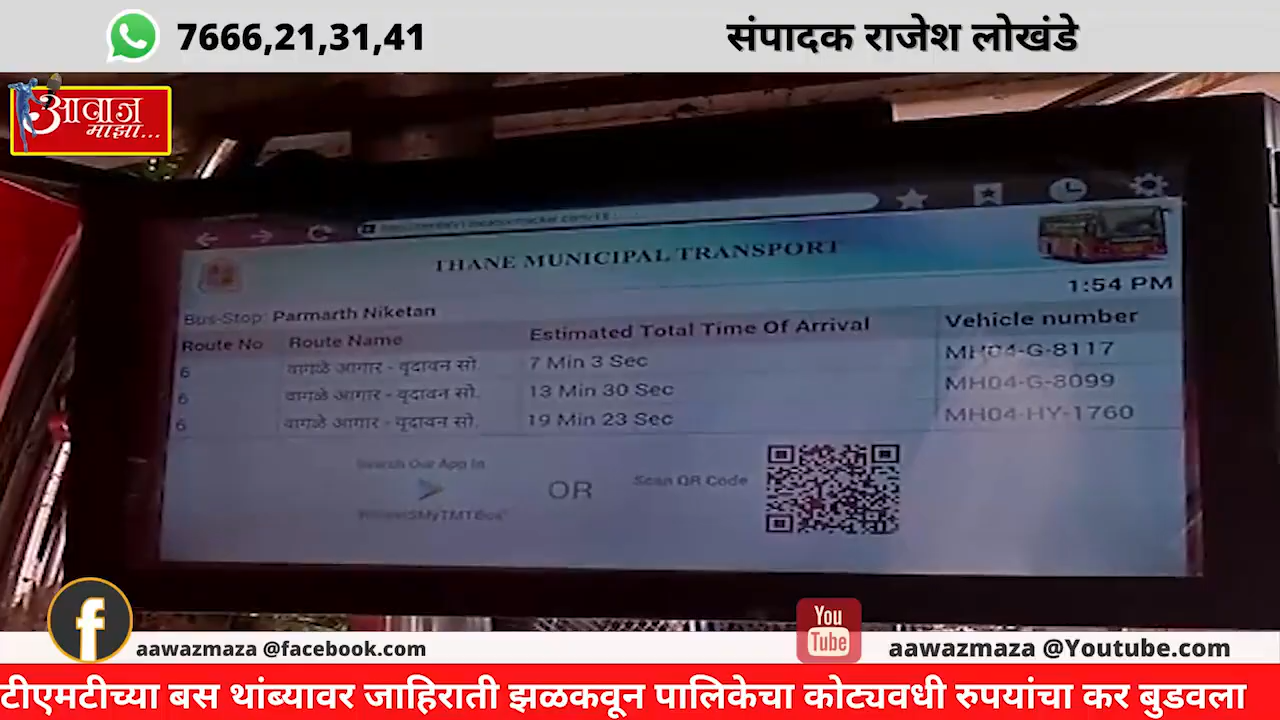 7666,21,31,41
संपादक राजेश लोखंडे
आवाज
माझा...
THANE MUNICIPAL TRANSPORT
1:54 PM
Bus-Stop: Parmarth Niketan
Route No Route Name Estimated Total Time Of Arrival Vehicle number
6 वागळे आगार - वृदावन सो. 7 Min 3 Sec MH04-G-8117
6 वागळे आगार - वृदावन सो. 13 Min 30 Sec MH04-G-8099
6 वागळे आगार - वृदावन सो. 19 Min 23 Sec MH04-HY-1760
Search Our App In
OR
Scan QR Code
aawazmaza @facebook.com
You
Tube
aawazmaza @Youtube.com
टीएमटीच्या बस थांब्यावर जाहिराती झळकवून पालिकेचा कोट्यवधी रुपयांचा कर बुडवला